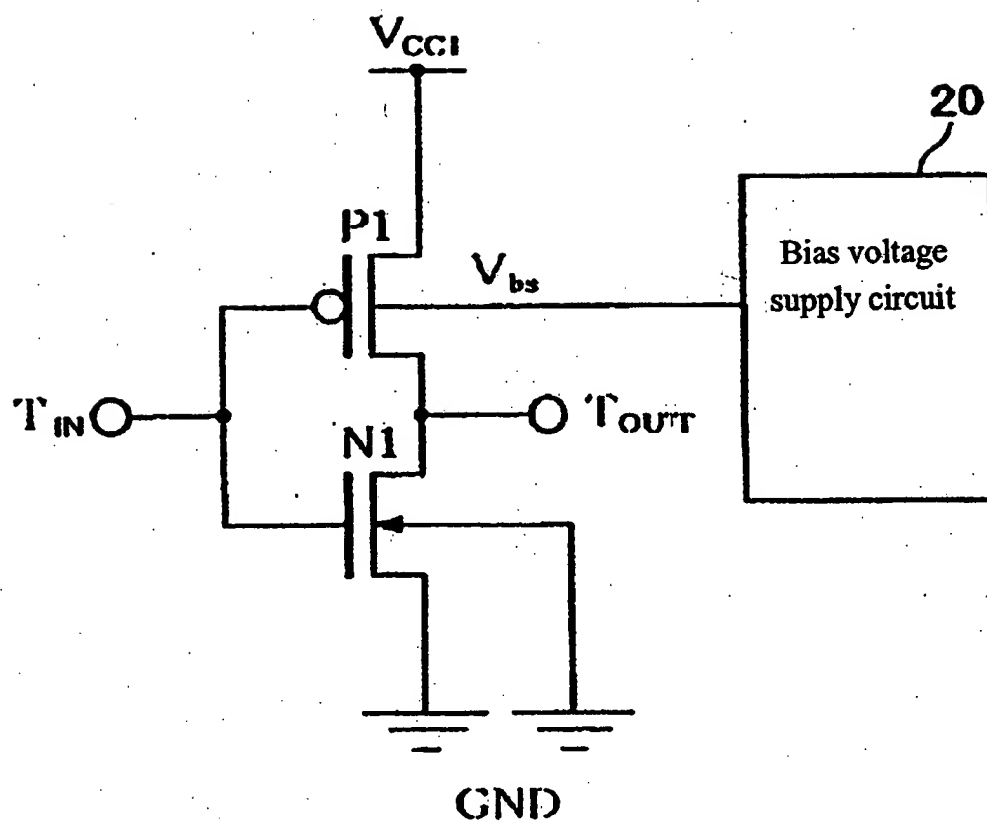 VCCI
20
P1
Vbs
Bias voltage
supply circuit
TIN
TOUT
N1
GND